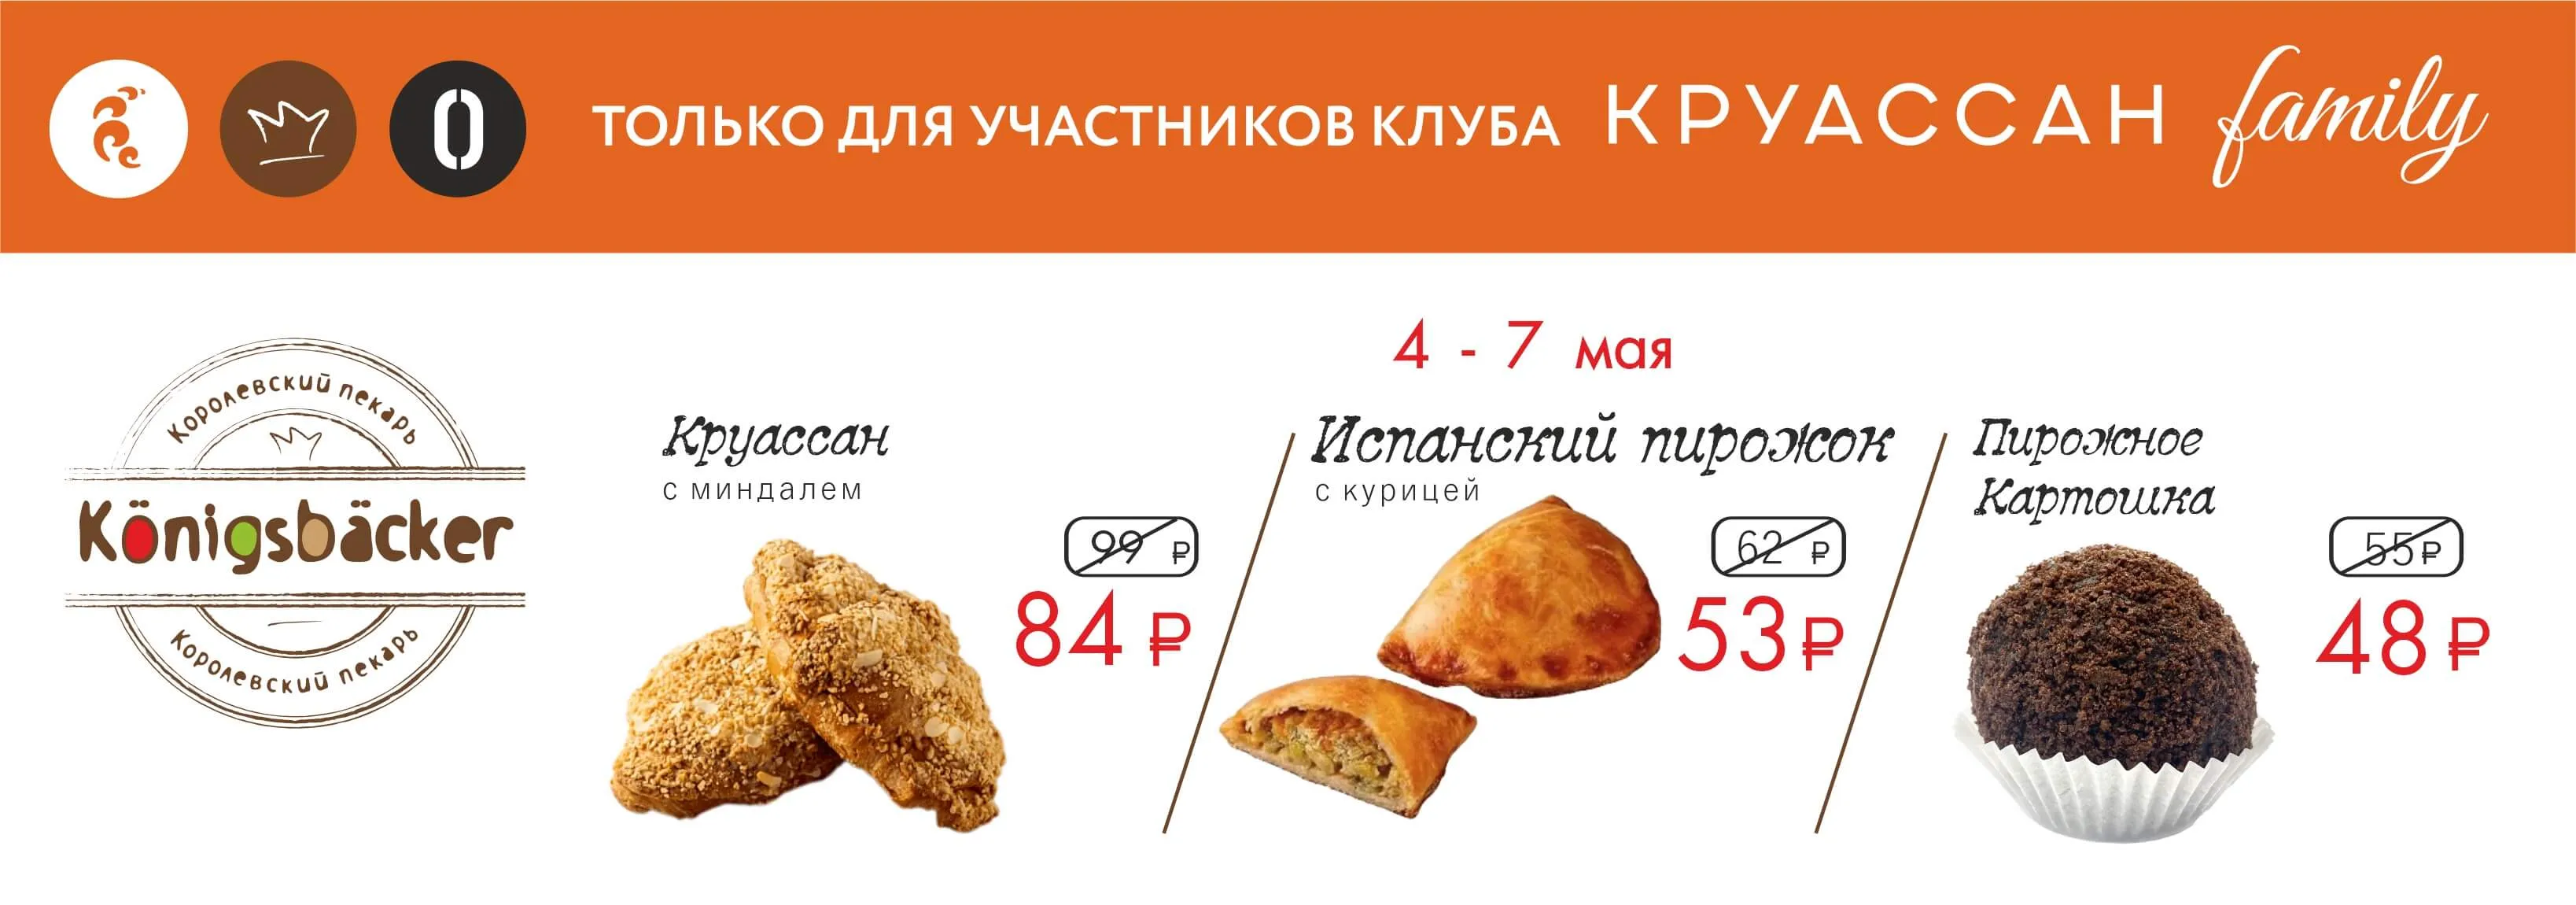 0 ТОЛЬКО ДЛЯ УЧАСТНИКОВ КЛУБА КРУАССАН family
Королевский пекарь
Königsbäcker
Королевский пекарь
4 - 7 мая
Круассан
с миндалем
99 ₽
84 ₽
Испанский пирожок
с курицей
62 ₽
53 ₽
Пирожное
Картошка
55 ₽
48 ₽